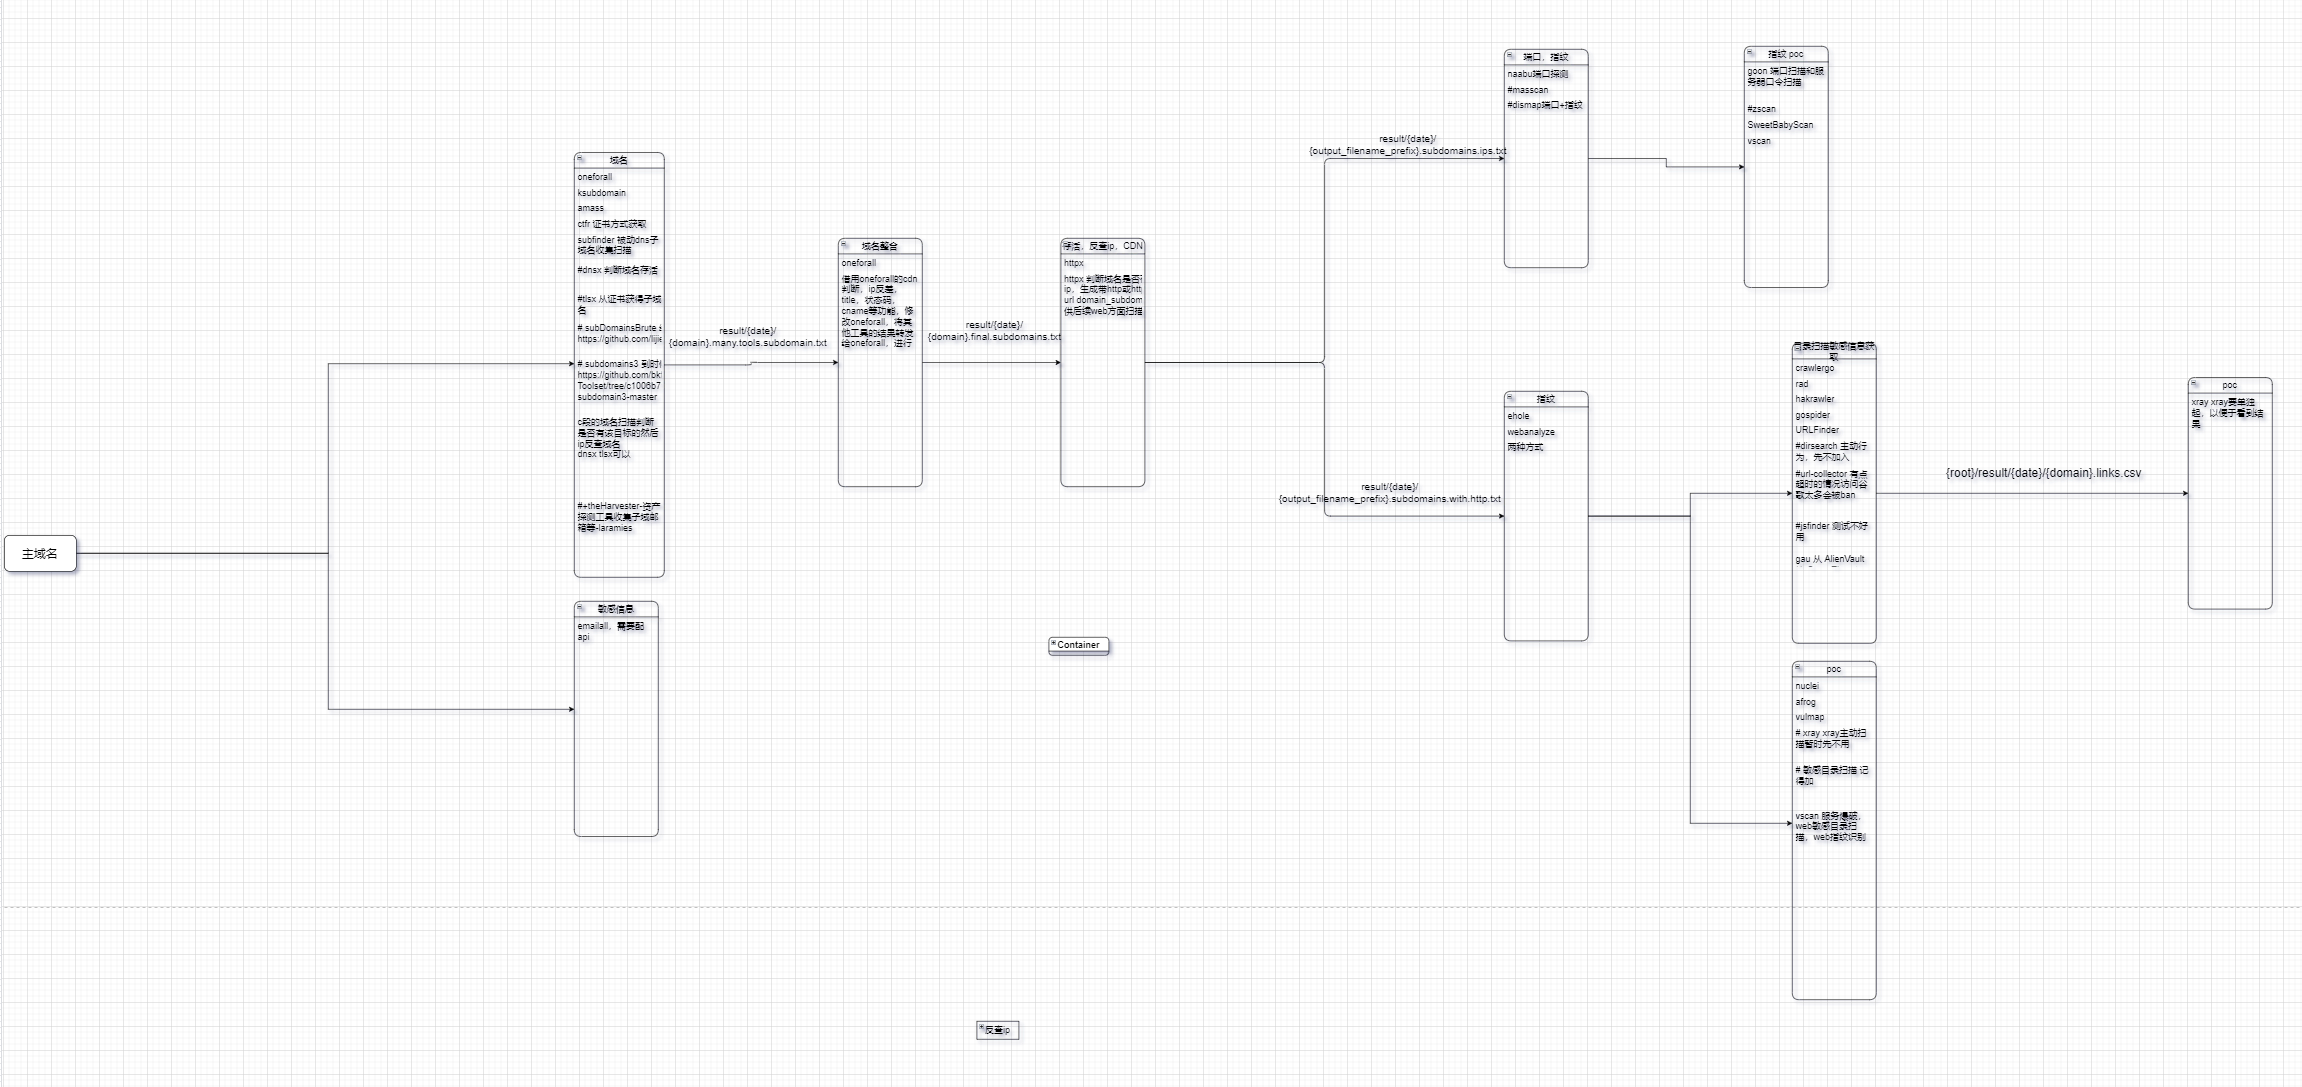 主域名
域名
oneforall
ksubdomain
amass
ctfr 证书方式获取
subfinder 被动dns子
域名收集扫描
#dnsx 判断域名存活
#tlsx 从证书获得子域
名
# subDomainsBrute
https://github.com/lijie
# subdomains3 到时
https://github.com/bk
Toolset/tree/c1006b7
subdomain3-master
c段的域名扫描判断
是否有该目标的然后
ip反查域名
dnsx tlsx可以
#+theHarvester-资产
探测工具收集子域邮
箱等-laramies
敏感信息
emailall，需要配
api
result/{date}/
{domain}.many.tools.subdomain.txt
域名整合
oneforall
借用oneforall的cdn
判断，ip反差，
title，状态码，
cname等功能，修
改oneforall，将其
他工具的结果转发
给oneforall，进行
result/{date}/
{domain}.final.subdomains.txt
存活，反查ip，CDN
httpx
httpx 判断域名是否
ip，生成带http或htt
url domain_subdom
供后续web方面扫描
Container
反查ip
result/{date}/
{output_filename_prefix}.subdomains.ips.txt
端口，指纹
naabu端口探测
#masscan
#dismap端口+指纹
指纹 poc
goon 端口扫描和服
务弱口令扫描
#zscan
SweetBabyScan
vscan
result/{date}/
{output_filename_prefix}.subdomains.with.http.txt
指纹
ehole
webanalyze
两种方式
目录扫描敏感信息获
取
crawlergo
rad
hakrawler
gospider
URLFinder
#dirsearch 主动行
为，先不加入
#url-collector 有点
超时的情况访问谷
歌太多会被ban
#jsfinder 测试不好
用
gau 从 AlienVault
{root}/result/{date}/{domain}.links.csv
poc
xray xray要单独
起，以便于看到结
果
poc
nuclei
afrog
vulmap
# xray xray主动扫
描暂时先不用
# 敏感目录扫描 记
得加
vscan 服务爆破，
web敏感目录扫
描，web指纹识别